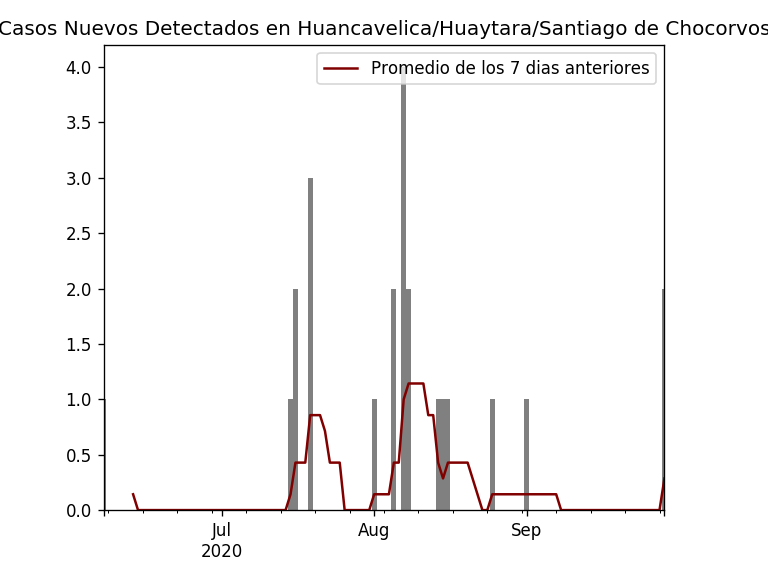 Casos Nuevos Detectados en Huancavelica/Huaytara/Santiago de Chocorvos
Promedio de los 7 dias anteriores
4.0
3.5
3.0
2.5
2.0
1.5
1.0
0.5
0.0
Jul
2020
Aug
Sep